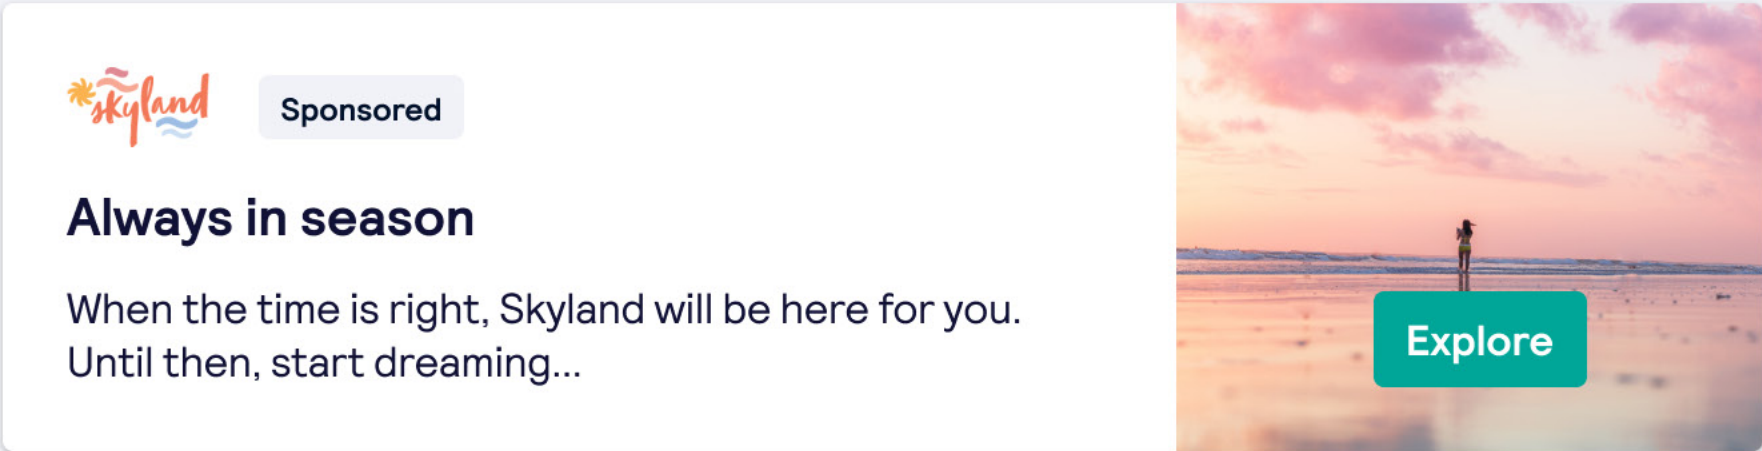 skyland
Sponsored
Always in season
When the time is right, Skyland will be here for you.
Until then, start dreaming...
Explore